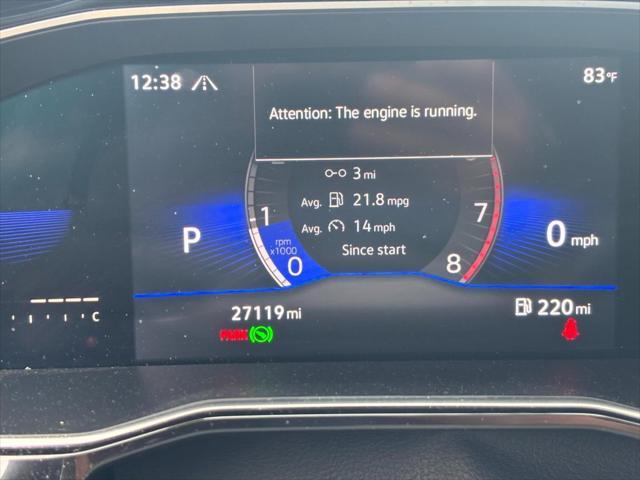 12:38
83°F
Attention: The engine is running.
3 mi
Avg. 21.8 mpg
Avg. 14 mph
Since start
1
rpm
x1000
0
7
8
P
0 mph
27119 mi
220 mi
PARK
C